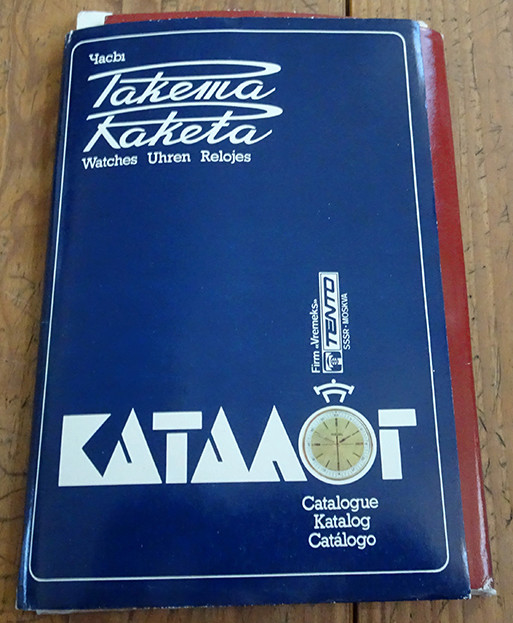 Часы
Ракета
Raketa
Watches Uhren Relojes
Firm «Vremeks»
TENTO
SSSR·MOSKVA
КАТАЛОГ
Catalogue
Katalog
Catálogo